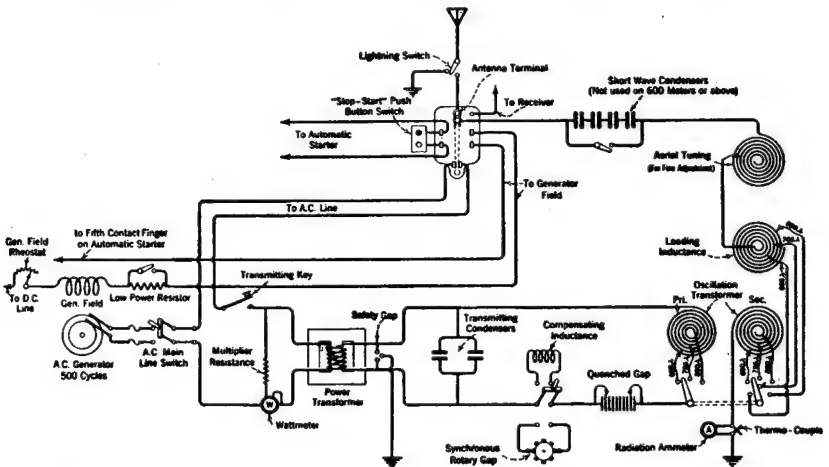 Lightning Switch
Antenna Terminal
Short Wave Condensers
(Not used on 600 Meters or above)
"Stop-Start" Push
Button Switch
To Receiver
To Automatic
Starter
Aerial Tuning
(For Fine Adjustment)
To Generator
Field
To A.C. Line
to Fifth Contact Finger
on Automatic Starter
Gen. Field
Rheostat
Loading
Inductance
Transmitting Key
To D.C.
Line
Gen. Field
Low Power Resistor
Oscillation
Transformer
Pri.
Sec.
Safety Gap
Transmitting
Condensers
Compensating
Inductance
Multiplier
Resistance
A.C. Generator
500 Cycles
A.C. Main
Line Switch
Power
Transformer
Quenched Gap
W
Wattmeter
Synchronous
Rotary Gap
A
Thermo-Couple
Radiation Ammeter